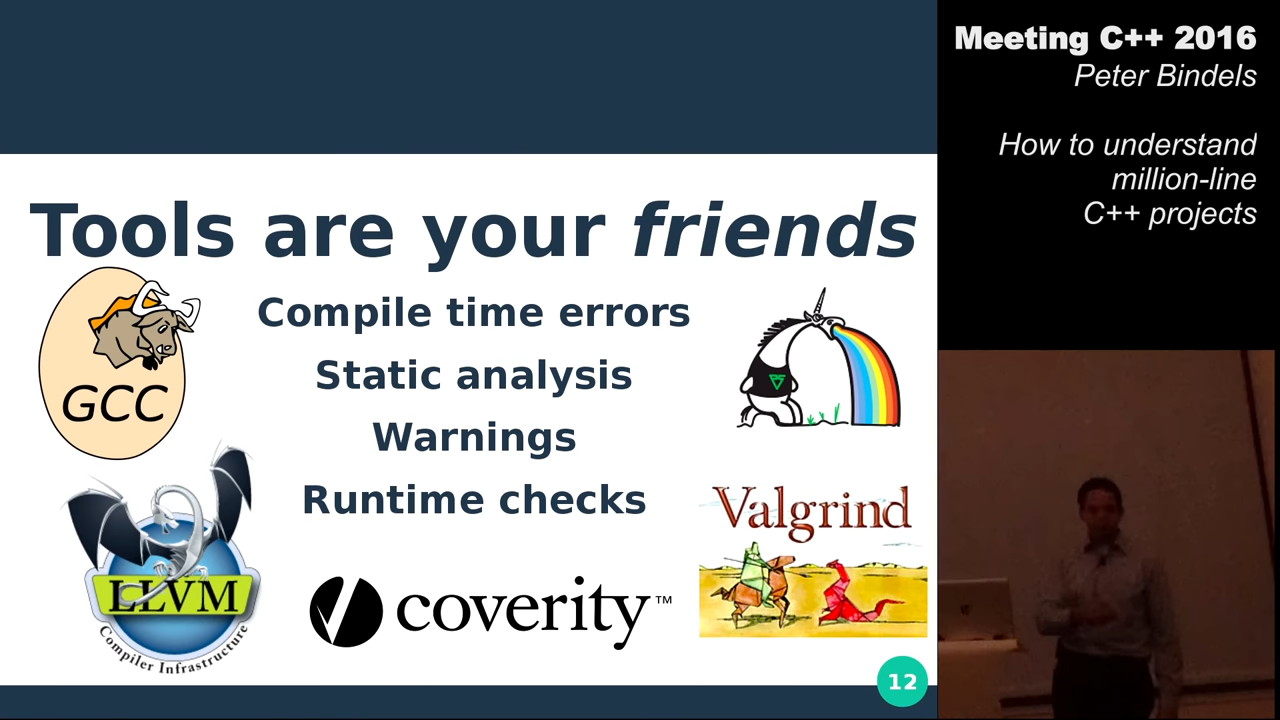 Tools are your friends
Compile time errors
Static analysis
Warnings
Runtime checks
GCC
LLVM
Compiler Infrastructure
coverity™
Valgrind
12
Meeting C++ 2016
Peter Bindels
How to understand
million-line
C++ projects